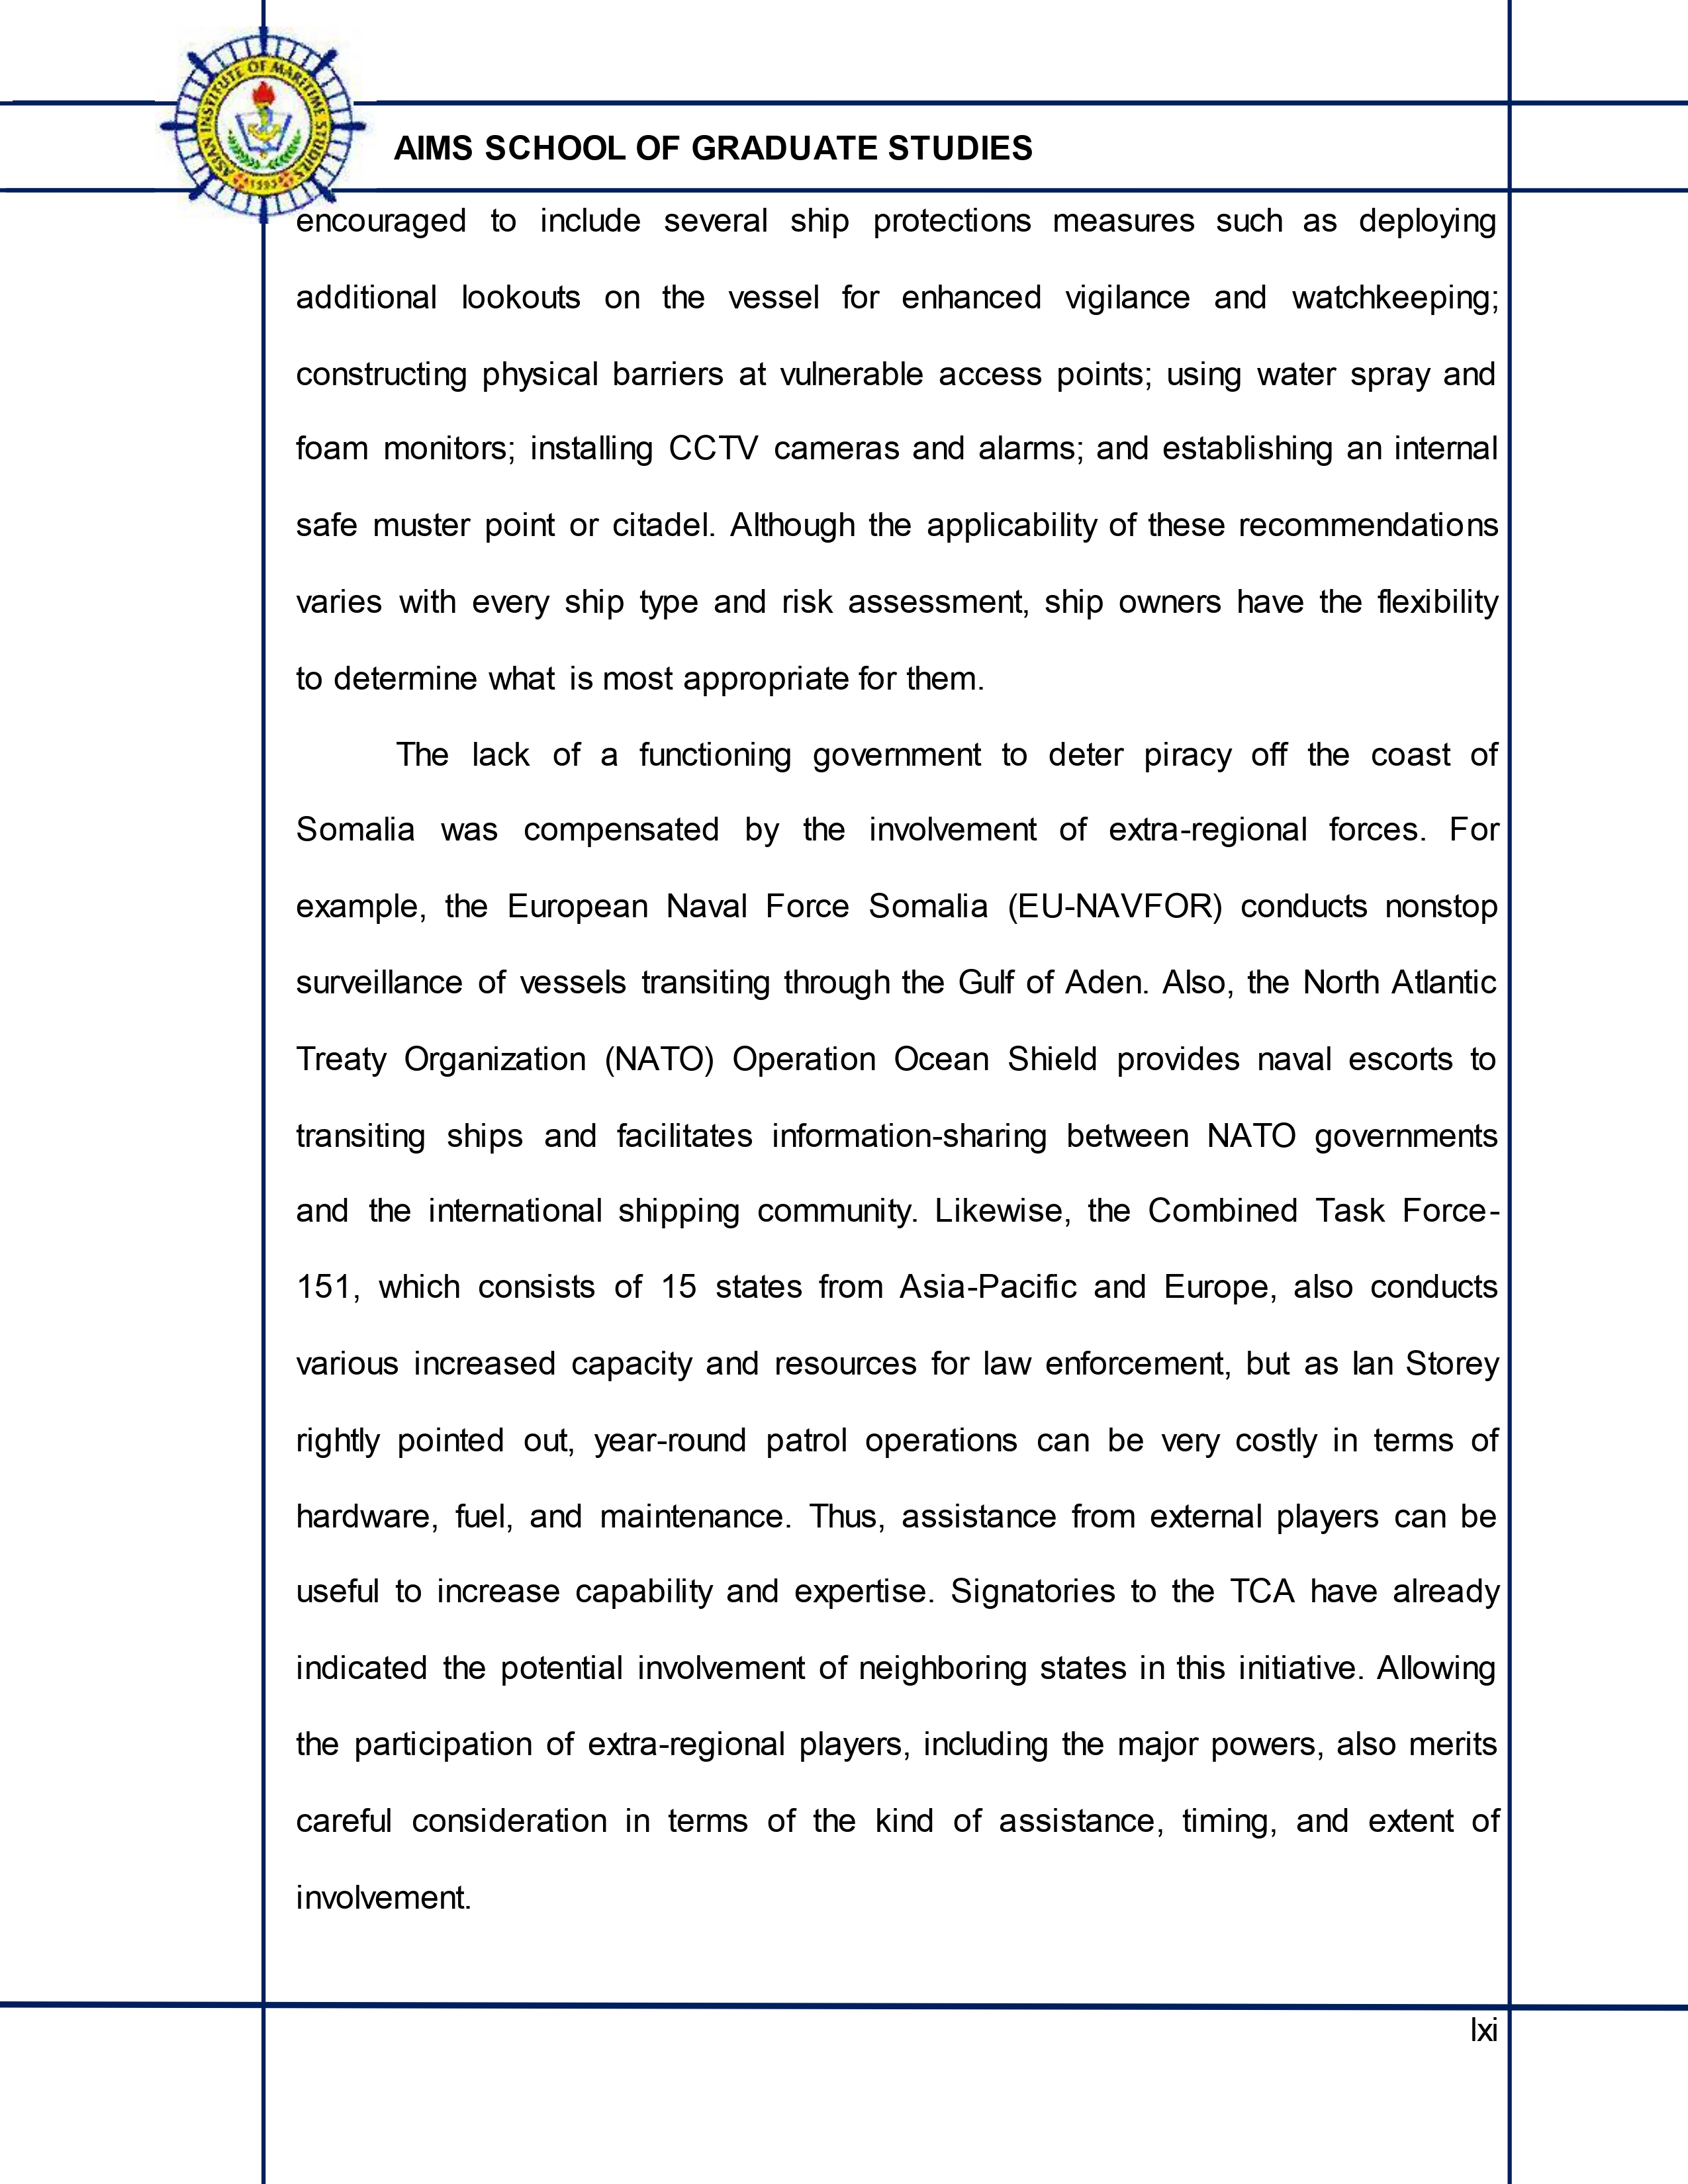 ASIAN INSTITUTE OF MARITIME STUDIES
1993
AIMS SCHOOL OF GRADUATE STUDIES
encouraged to include several ship protections measures such as deploying
additional lookouts on the vessel for enhanced vigilance and watchkeeping;
constructing physical barriers at vulnerable access points; using water spray and
foam monitors; installing CCTV cameras and alarms; and establishing an internal
safe muster point or citadel. Although the applicability of these recommendations
varies with every ship type and risk assessment, ship owners have the flexibility
to determine what is most appropriate for them.
The lack of a functioning government to deter piracy off the coast of
Somalia was compensated by the involvement of extra-regional forces. For
example, the European Naval Force Somalia (EU-NAVFOR) conducts nonstop
surveillance of vessels transiting through the Gulf of Aden. Also, the North Atlantic
Treaty Organization (NATO) Operation Ocean Shield provides naval escorts to
transiting ships and facilitates information-sharing between NATO governments
and the international shipping community. Likewise, the Combined Task Force-
151, which consists of 15 states from Asia-Pacific and Europe, also conducts
various increased capacity and resources for law enforcement, but as Ian Storey
rightly pointed out, year-round patrol operations can be very costly in terms of
hardware, fuel, and maintenance. Thus, assistance from external players can be
useful to increase capability and expertise. Signatories to the TCA have already
indicated the potential involvement of neighboring states in this initiative. Allowing
the participation of extra-regional players, including the major powers, also merits
careful consideration in terms of the kind of assistance, timing, and extent of
involvement.
lxi